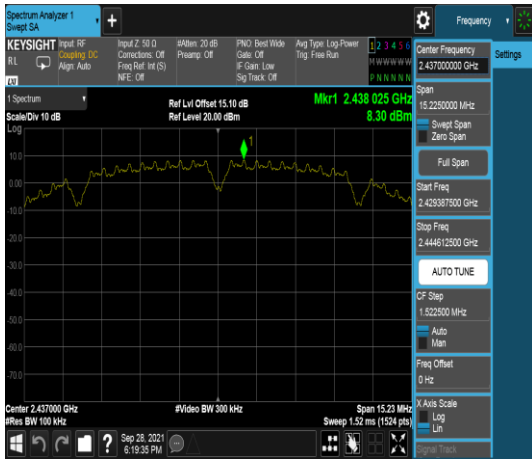 Spectrum Analyzer 1
Swept SA
+
Frequency
KEYSIGHT
RL
LXI
Input: RF
Coupling: DC
Align: Auto
Input Z: 50 Ω
Corrections: Off
Freq Ref: Int (S)
NFE: Off
#Atten: 20 dB
Preamp: Off
PNO: Best Wide
Gate: Off
IF Gain: Low
Sig Track: Off
Avg Type: Log-Power
Trig: Free Run
1 2 3 4 5 6
M W W W W W
P N N N N N
1 Spectrum
Scale/Div 10 dB
Log
Ref Lvl Offset 15.10 dB
Ref Level 20.00 dBm
Mkr1 2.438 025 GHz
8.30 dBm
1
10.0
0.00
-10.0
-20.0
-30.0
-40.0
-50.0
-60.0
-70.0
Center 2.437000 GHz
#Res BW 100 kHz
#Video BW 300 kHz
Span 15.23 MHz
Sweep 1.52 ms (1524 pts)
Sep 28, 2021
6:19:35 PM
?
Center Frequency
2.437000000 GHz
Span
15.2250000 MHz
Swept Span
Zero Span
Full Span
Start Freq
2.429387500 GHz
Stop Freq
2.444612500 GHz
AUTO TUNE
CF Step
1.522500 MHz
Auto
Man
Freq Offset
0 Hz
X Axis Scale
Log
Lin
Signal Track
Settings